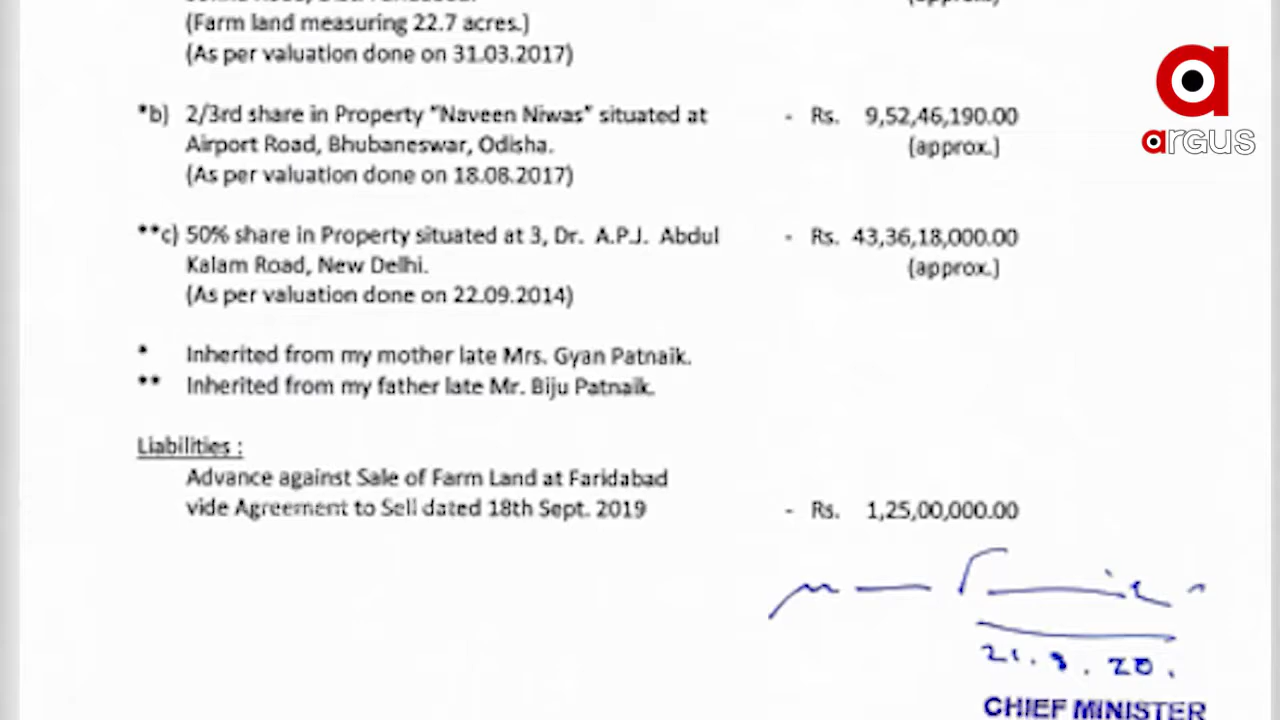 (Farm land measuring 22.7 acres.)
(As per valuation done on 31.03.2017)
*b) 2/3rd share in Property "Naveen Niwas" situated at - Rs. 9,52,46,190.00
Airport Road, Bhubaneswar, Odisha. (approx.)
(As per valuation done on 18.08.2017)
**c) 50% share in Property situated at 3, Dr. A.P.J. Abdul - Rs. 43,36,18,000.00
Kalam Road, New Delhi. (approx.)
(As per valuation done on 22.09.2014)
* Inherited from my mother late Mrs. Gyan Patnaik.
** Inherited from my father late Mr. Biju Patnaik.
Liabilities :
Advance against Sale of Farm Land at Faridabad
vide Agreement to Sell dated 18th Sept. 2019 - Rs. 1,25,00,000.00
CHIEF MINISTER
argus